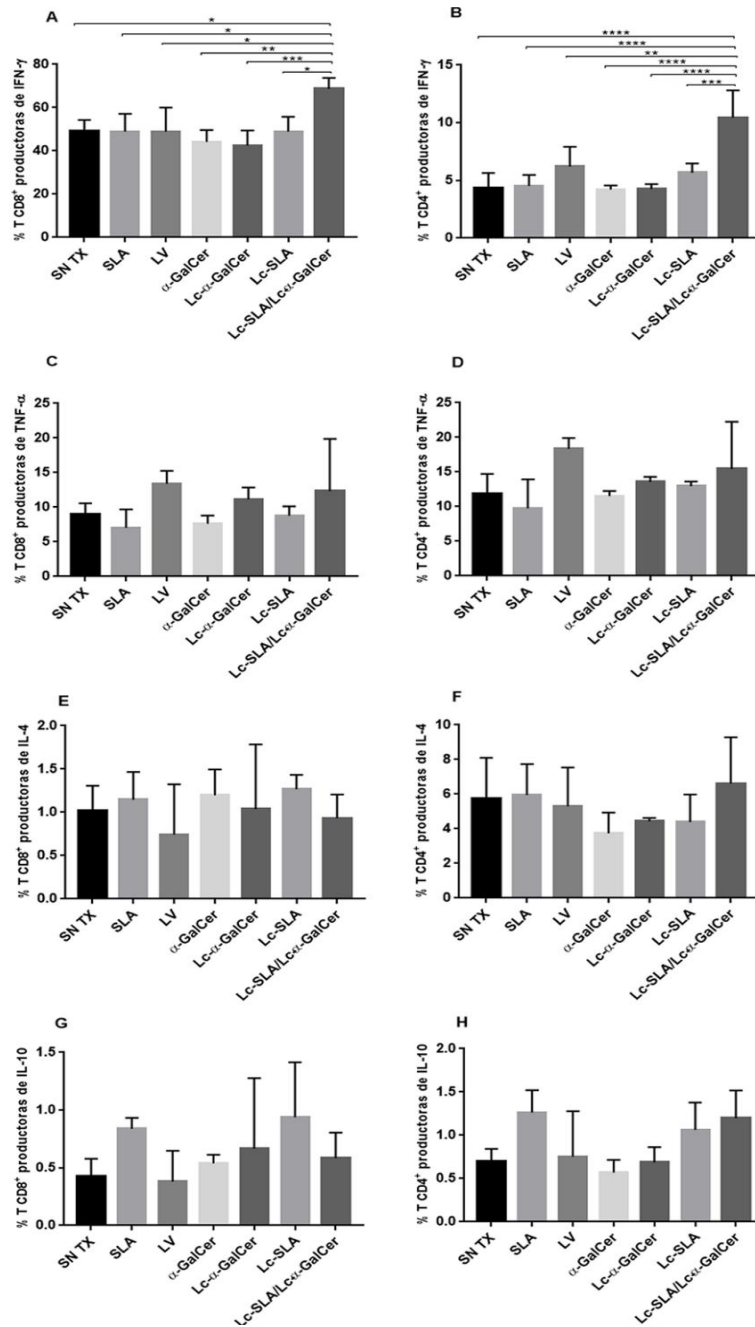 A
*
*
*
**
***
*
% T CD8⁺ productoras de IFN-γ
80
60
40
20
0
SN TX
SLA
LV
α-GalCer
Lc-α-GalCer
Lc-SLA
Lc-SLA/Lc-α-GalCer
B
****
****
**
****
****
***
% T CD4⁺ productoras de IFN-γ
15
10
5
0
SN TX
SLA
LV
α-GalCer
Lc-α-GalCer
Lc-SLA
Lc-SLA/Lc-α-GalCer
C
% T CD8⁺ productoras de TNF-α
25
20
15
10
5
0
SN TX
SLA
LV
α-GalCer
Lc-α-GalCer
Lc-SLA
Lc-SLA/Lc-α-GalCer
D
% T CD4⁺ productoras de TNF-α
25
20
15
10
5
0
SN TX
SLA
LV
α-GalCer
Lc-α-GalCer
Lc-SLA
Lc-SLA/Lc-α-GalCer
E
% T CD8⁺ productoras de IL-4
2.0
1.5
1.0
0.5
0.0
SN TX
SLA
LV
α-GalCer
Lc-α-GalCer
Lc-SLA
Lc-SLA/Lc-α-GalCer
F
% T CD4⁺ productoras de IL-4
10
8
6
4
2
0
SN TX
SLA
LV
α-GalCer
Lc-α-GalCer
Lc-SLA
Lc-SLA/Lc-α-GalCer
G
% T CD8⁺ productoras de IL-10
1.5
1.0
0.5
0.0
SN TX
SLA
LV
α-GalCer
Lc-α-GalCer
Lc-SLA
Lc-SLA/Lc-α-GalCer
H
% T CD4⁺ productoras de IL-10
2.0
1.5
1.0
0.5
0.0
SN TX
SLA
LV
α-GalCer
Lc-α-GalCer
Lc-SLA
Lc-SLA/Lc-α-GalCer